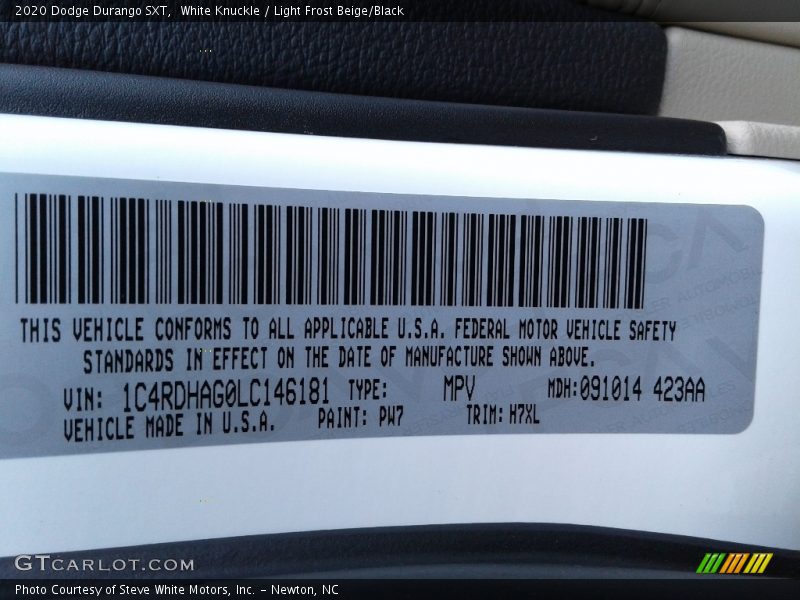 2020 Dodge Durango SXT, White Knuckle / Light Frost Beige/Black
THIS VEHICLE CONFORMS TO ALL APPLICABLE U.S.A. FEDERAL MOTOR VEHICLE SAFETY
STANDARDS IN EFFECT ON THE DATE OF MANUFACTURE SHOWN ABOVE.
VIN: 1C4RDHAG0LC146181 TYPE: MPV MDH:091014 423AA
VEHICLE MADE IN U.S.A. PAINT: PW7 TRIM: H7XL
GTCARLOT.COM
Photo Courtesy of Steve White Motors, Inc. – Newton, NC